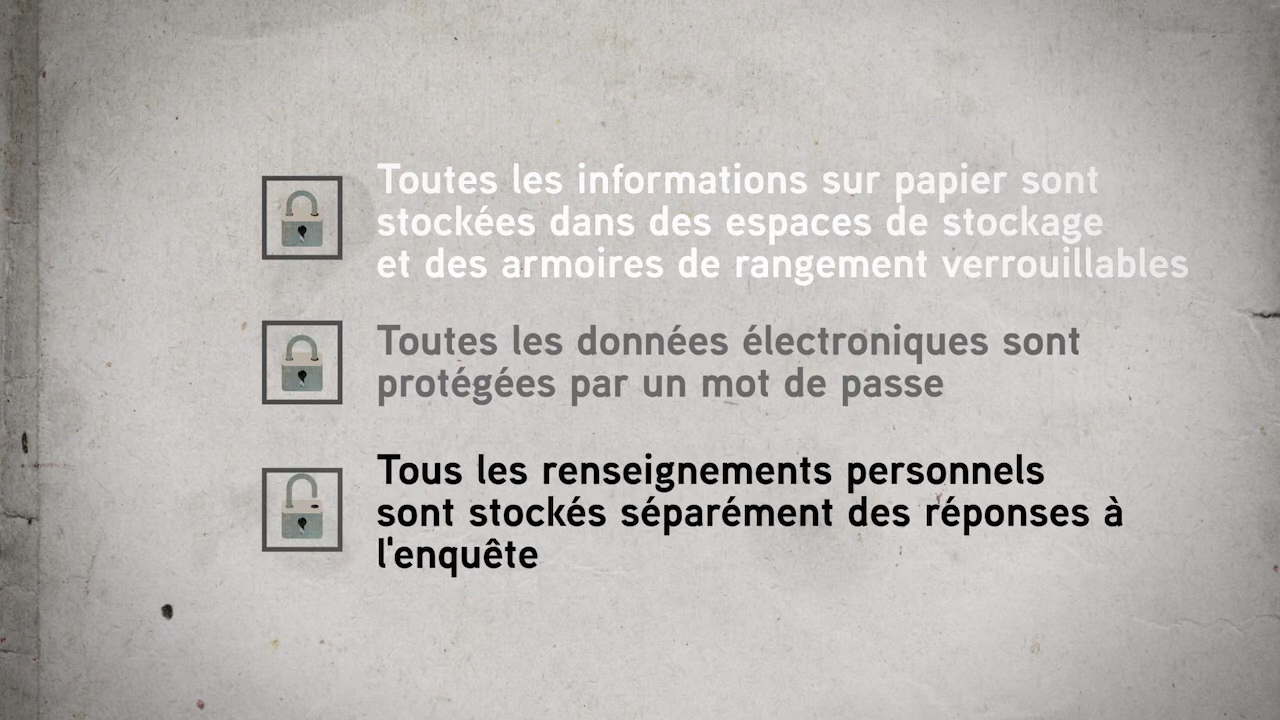 Toutes les informations sur papier sont
stockées dans des espaces de stockage
et des armoires de rangement verrouillables
Toutes les données électroniques sont
protégées par un mot de passe
Tous les renseignements personnels
sont stockés séparément des réponses à
l'enquête